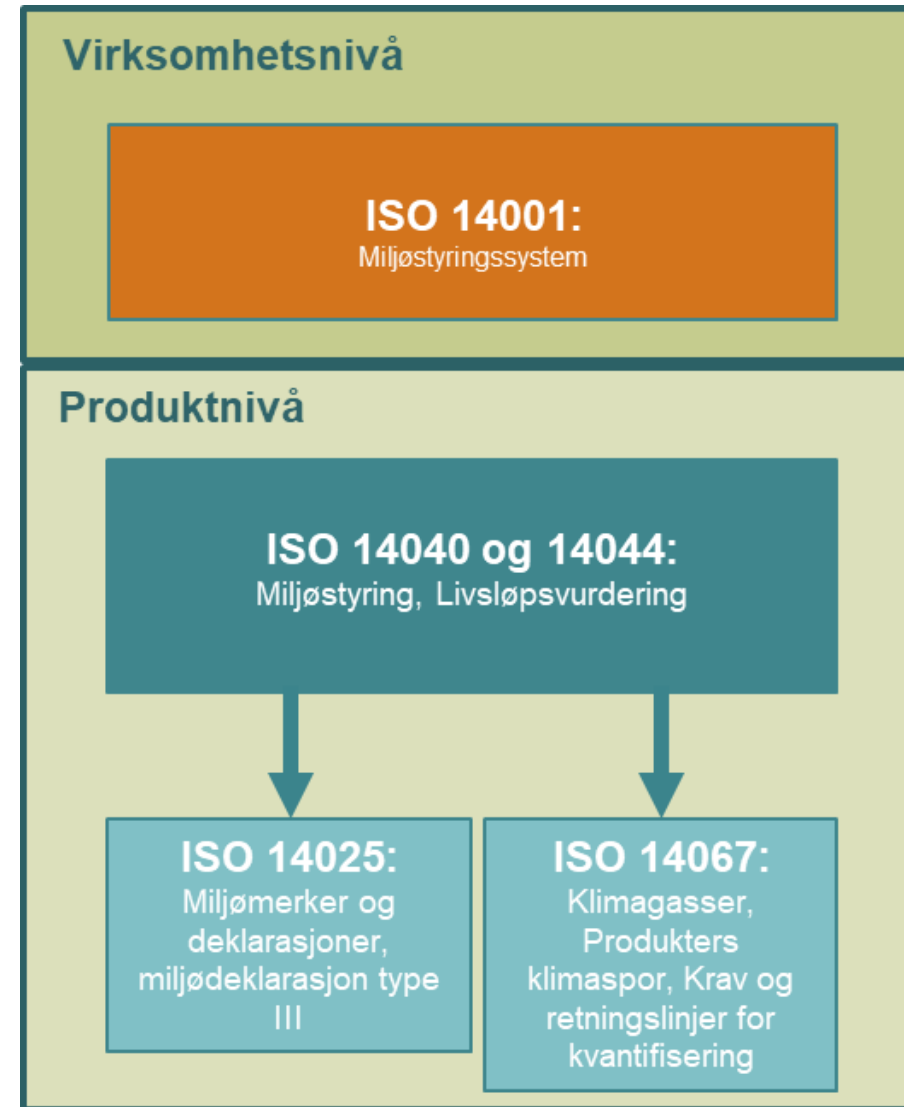 Virksomhetsnivå
ISO 14001:
Miljøstyringssystem
Produktnivå
ISO 14040 og 14044:
Miljøstyring, Livsløpsvurdering
ISO 14025:
Miljømerker og
deklarasjoner,
miljødeklarasjon type
III
ISO 14067:
Klimagasser,
Produkters
klimaspor, Krav og
retningslinjer for
kvantifisering